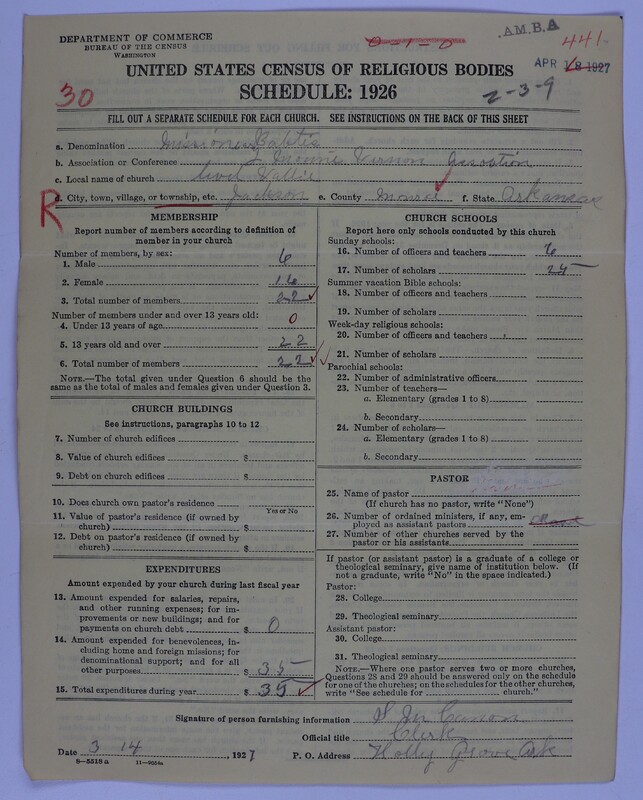 DEPARTMENT OF COMMERCE
BUREAU OF THE CENSUS
WASHINGTON
0-1-0
A.M.B.A
441-
APR 18 1927
UNITED STATES CENSUS OF RELIGIOUS BODIES
SCHEDULE: 1926
30
2-3-9
FILL OUT A SEPARATE SCHEDULE FOR EACH CHURCH. SEE INSTRUCTIONS ON THE BACK OF THIS SHEET
a. Denomination
b. Association or Conference Vernon Association
c. Local name of church
R
d. City, town, village, or township, etc. Jackson e. County Monroe f. State Arkansas
MEMBERSHIP
Report number of members according to definition of
member in your church
Number of members, by sex:
1. Male 6
2. Female 16
3. Total number of members 22
Number of members under and over 13 years old:
4. Under 13 years of age 0
5. 13 years old and over 22
6. Total number of members 22
NOTE.—The total given under Question 6 should be
the same as the total of males and females given under Question 3.
CHURCH BUILDINGS
See instructions, paragraphs 10 to 12
7. Number of church edifices
8. Value of church edifices $
9. Debt on church edifices $
10. Does church own pastor's residence
Yes or No
11. Value of pastor's residence (if owned by
church) $
12. Debt on pastor's residence (if owned by
church) $
EXPENDITURES
Amount expended by your church during last fiscal year
13. Amount expended for salaries, repairs,
and other running expenses; for im-
provements or new buildings; and for
payments on church debt $ 0
14. Amount expended for benevolences, in-
cluding home and foreign missions; for
denominational support; and for all
other purposes $ 35
15. Total expenditures during year $ 35
CHURCH SCHOOLS
Report here only schools conducted by this church
Sunday schools:
16. Number of officers and teachers 6
17. Number of scholars 25
Summer vacation Bible schools:
18. Number of officers and teachers
19. Number of scholars
Week-day religious schools:
20. Number of officers and teachers
21. Number of scholars
Parochial schools:
22. Number of administrative officers
23. Number of teachers—
a. Elementary (grades 1 to 8)
b. Secondary
24. Number of scholars—
a. Elementary (grades 1 to 8)
b. Secondary
PASTOR
25. Name of pastor
(If church has no pastor, write "None")
26. Number of ordained ministers, if any, em-
ployed as assistant pastors
27. Number of other churches served by the
pastor or his assistants
If pastor (or assistant pastor) is a graduate of a college or
theological seminary, give name of institution below. (If
not a graduate, write "No" in the space indicated.)
Pastor:
28. College
29. Theological seminary
Assistant pastor:
30. College
31. Theological seminary
NOTE.—Where one pastor serves two or more churches,
Questions 28 and 29 should be answered only on the schedule
for one of the churches; on the schedules for the other churches,
write "See schedule for church."
Signature of person furnishing information
Official title Clerk
Date 3 14 1927 P. O. Address Holly Grove Ark
8—5518a 11—9054a